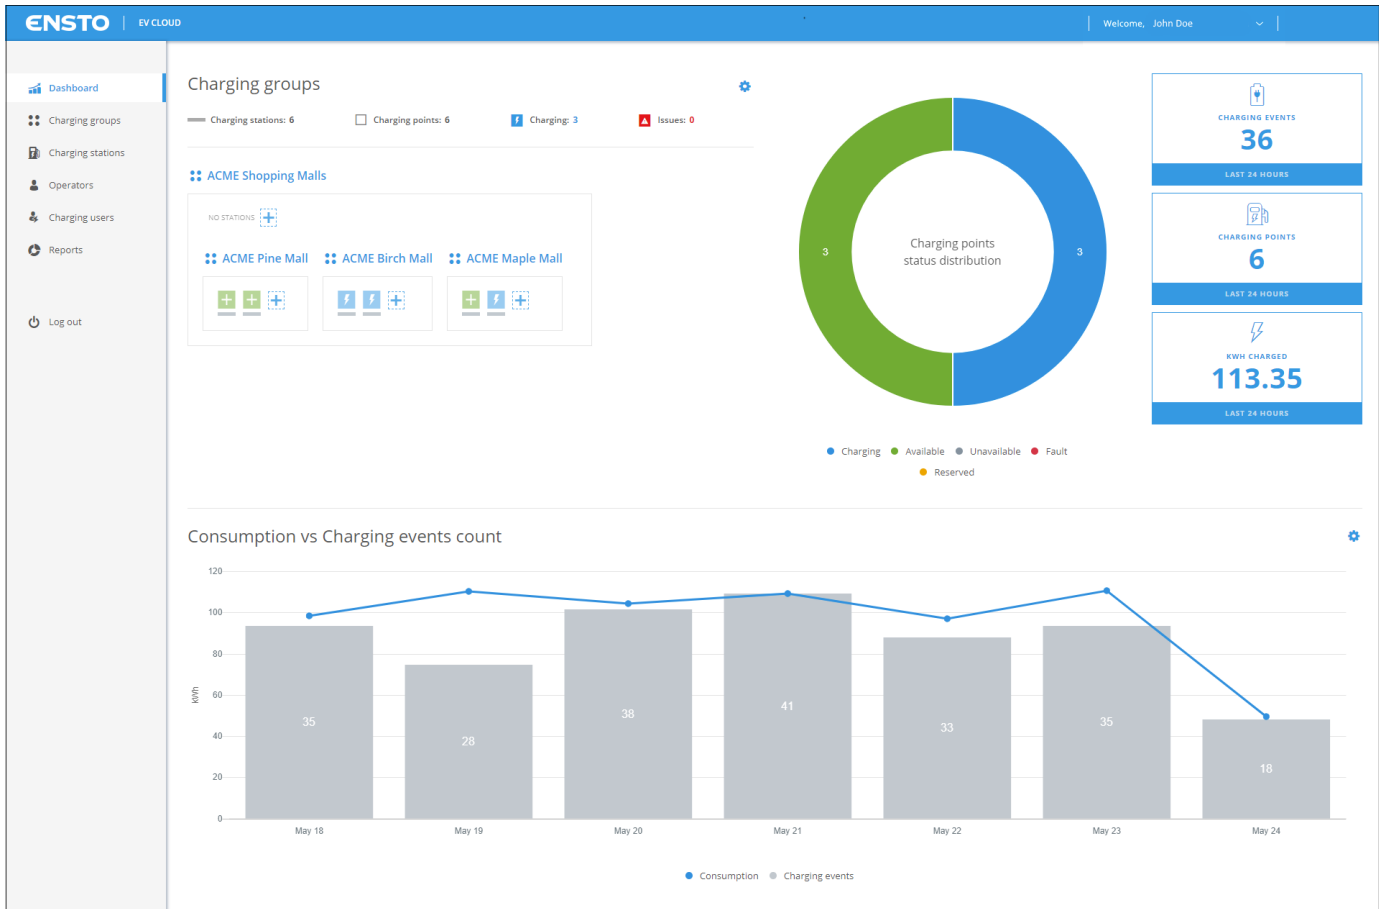 ENSTO EV CLOUD
Welcome, John Doe
Dashboard
Charging groups
Charging stations
Operators
Charging users
Reports
Log out
Charging groups
Charging stations: 6
Charging points: 6
Charging: 3
Issues: 0
ACME Shopping Malls
NO STATIONS
ACME Pine Mall
ACME Birch Mall
ACME Maple Mall
3
Charging points
status distribution
3
Charging
Available
Unavailable
Fault
Reserved
CHARGING EVENTS
36
LAST 24 HOURS
CHARGING POINTS
6
LAST 24 HOURS
KWH CHARGED
113.35
LAST 24 HOURS
Consumption vs Charging events count
kWh
120
100
80
60
40
20
0
35
28
38
41
33
35
18
May 18
May 19
May 20
May 21
May 22
May 23
May 24
Consumption
Charging events